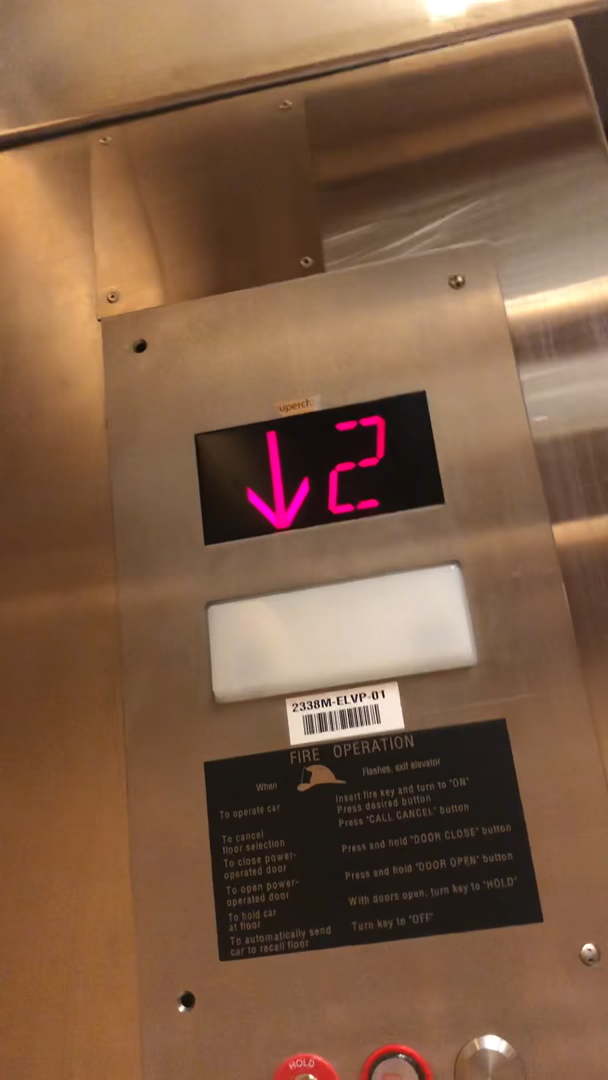 uperch
↓ 2
2338M-ELVP-01
FIRE OPERATION
When Flashes, exit elevator
To operate car
Insert fire key and turn to "ON"
Press desired button
To cancel
floor selection
Press "CALL CANCEL" button
To close power-
operated door
Press and hold "DOOR CLOSE" button
To open power-
operated door
Press and hold "DOOR OPEN" button
To hold car
at floor
With doors open, turn key to "HOLD"
To automatically send
car to recall floor
Turn key to "OFF"
HOLD